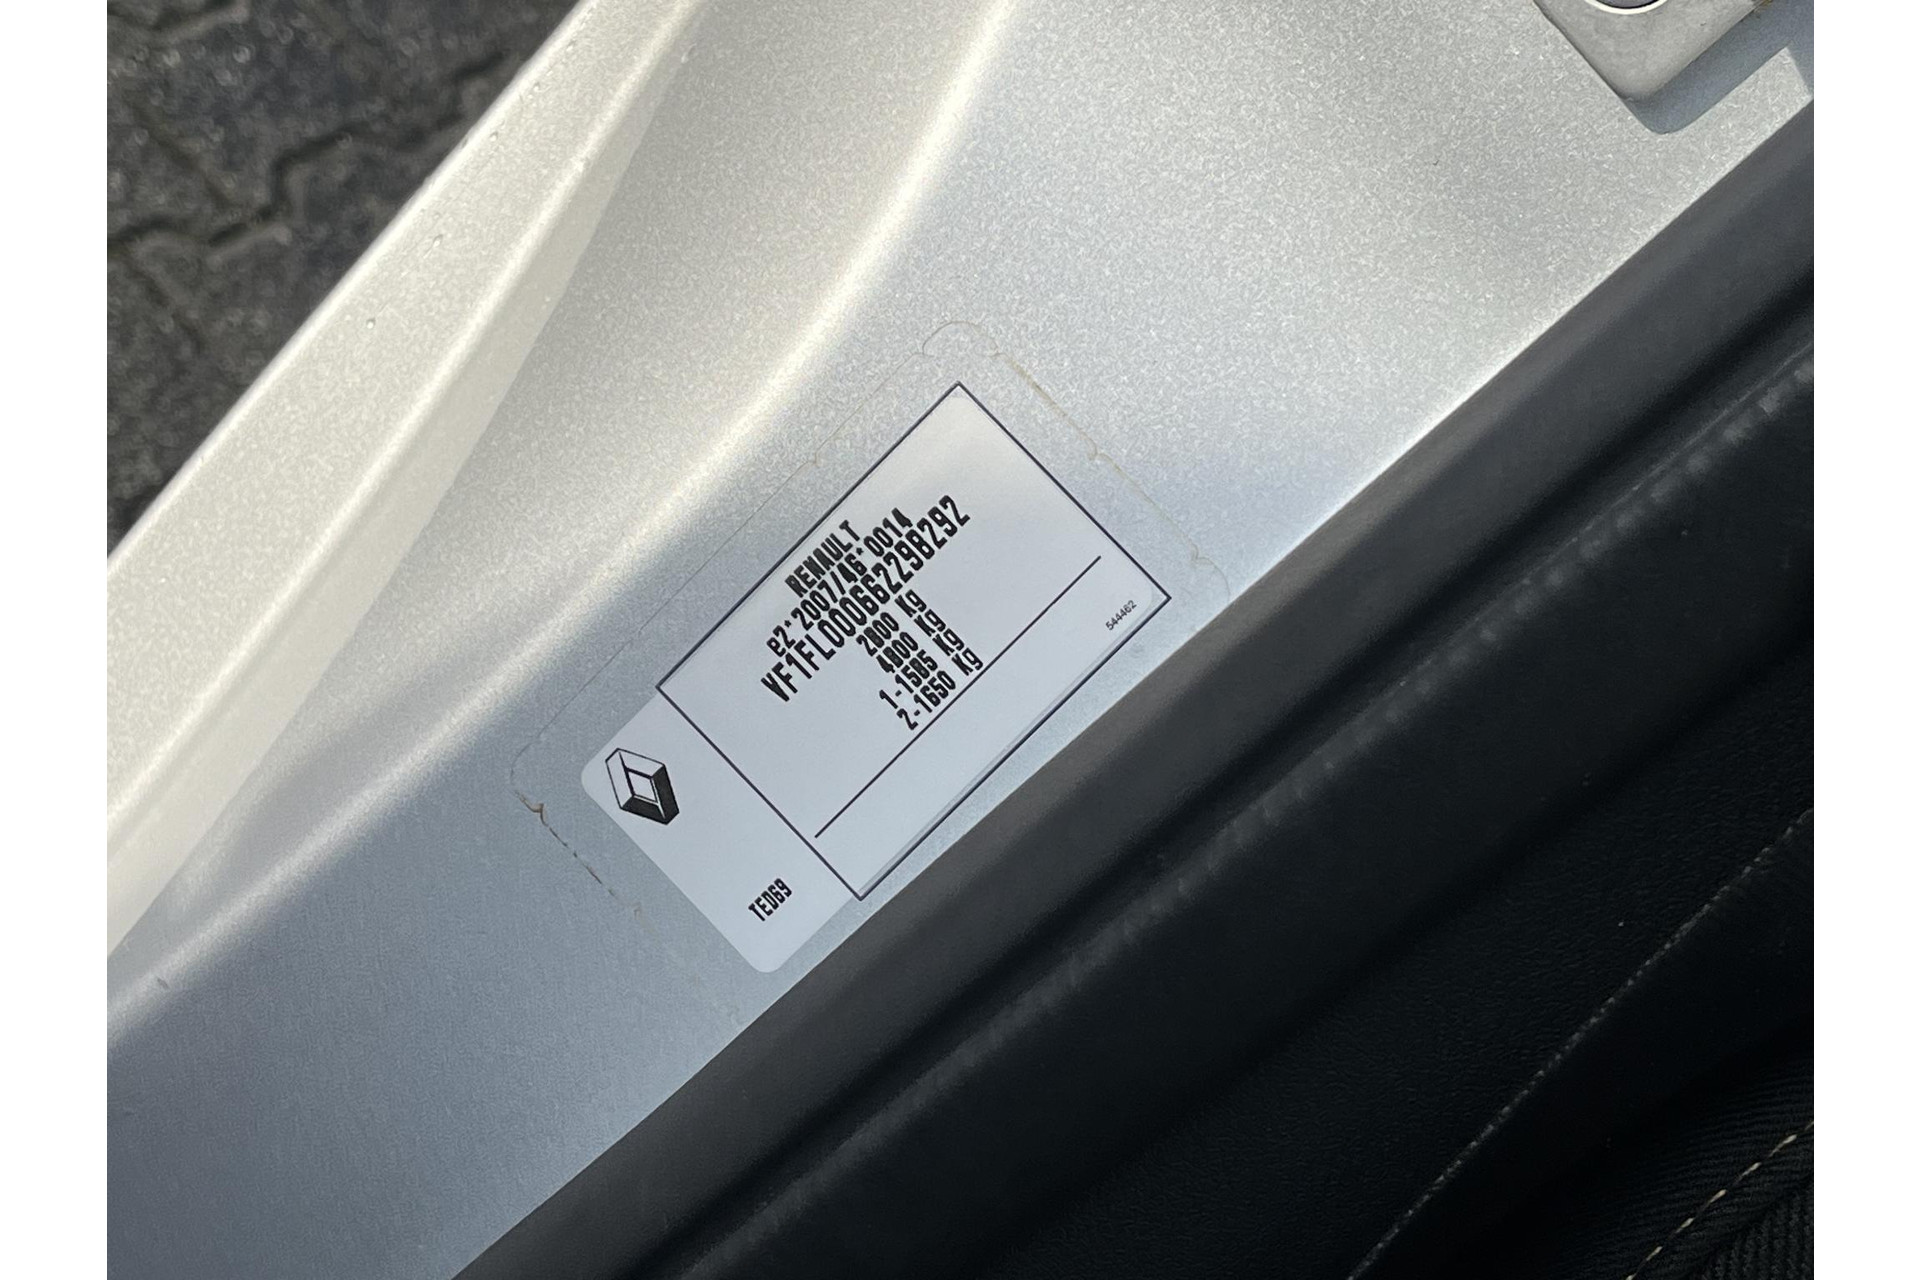 RENAULT
e2*2007/46*0014
VF1FL000662298292
2800 Kg
4800 Kg
1-1585 Kg
2-1650 Kg
544462
TED69